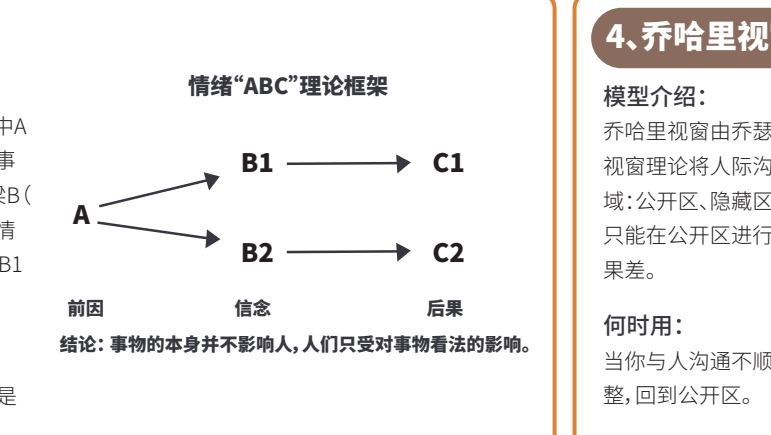 中A
事
梁B(
情
B1
是
情绪“ABC”理论框架
B1 C1
A
B2 C2
前因 信念 后果
结论：事物的本身并不影响人，人们只受对事物看法的影响。
4、乔哈里视
模型介绍：
乔哈里视窗由乔瑟
视窗理论将人际沟
域：公开区、隐藏区
只能在公开区进行
果差。
何时用：
当你与人沟通不顺
整，回到公开区。